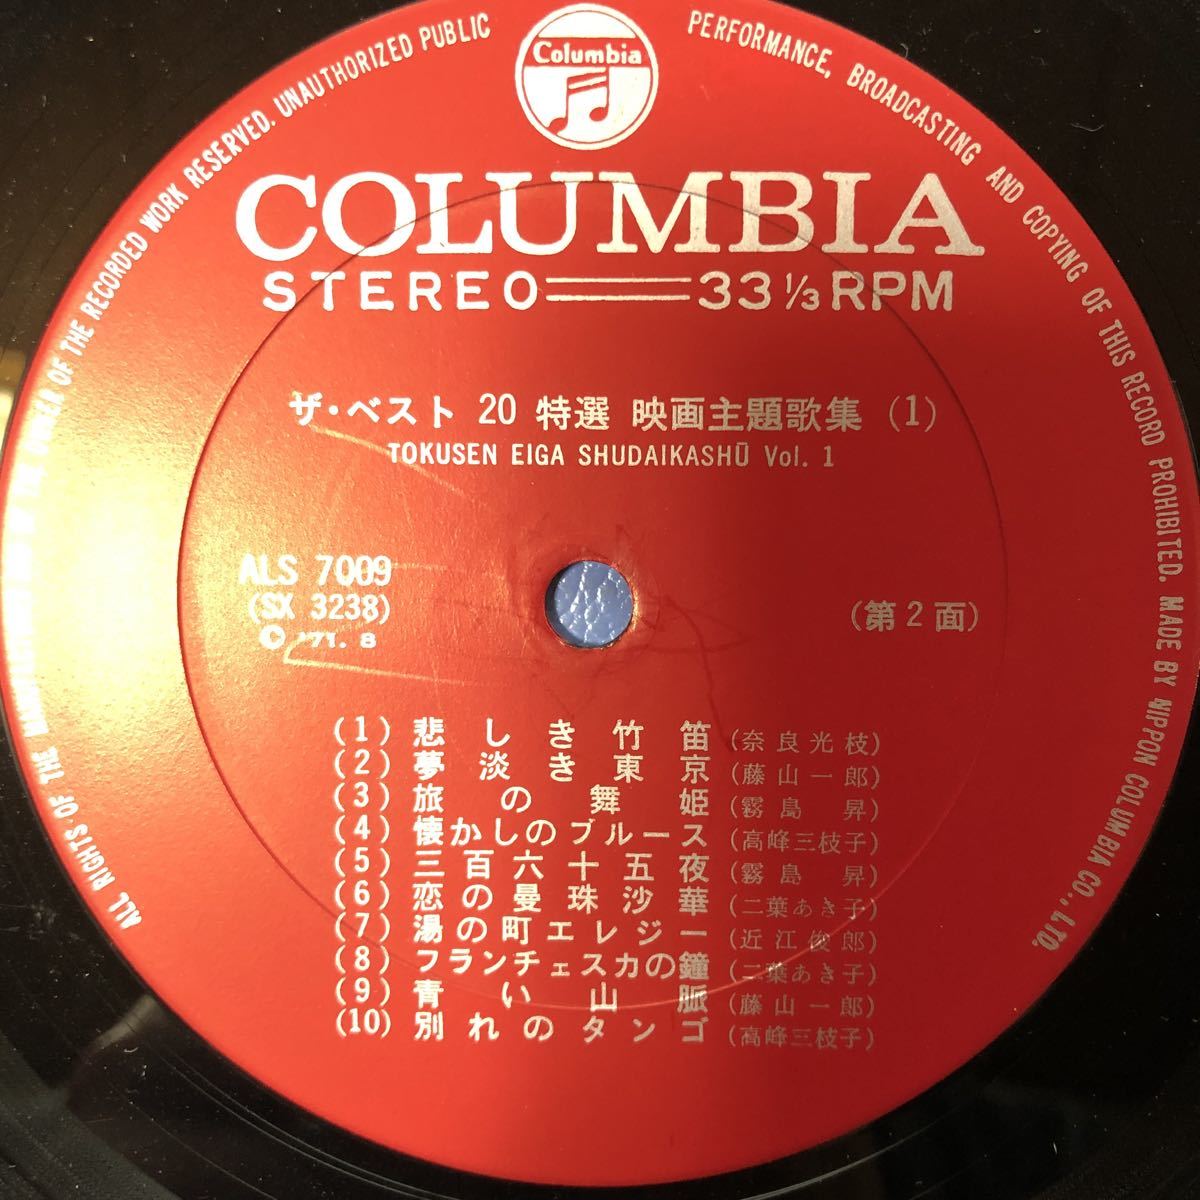 Columbia
COLUMBIA
STEREO 33 1/3 RPM
ザ・ベスト 20 特選 映画主題歌集 (1)
TOKUSEN EIGA SHUDAIKASHŪ Vol. 1
ALS 7009
(SX 3238)
Ⓒ '71. 8
(第2面)
(1) 悲しき竹笛 (奈良光枝)
(2) 夢淡き東京 (藤山一郎)
(3) 旅の舞姫 (霧島 昇)
(4) 懐かしのブルース (高峰三枝子)
(5) 三百六十五夜 (霧島 昇)
(6) 恋の曼珠沙華 (二葉あき子)
(7) 湯の町エレジー (近江俊郎)
(8) フランチェスカの鐘 (二葉あき子)
(9) 青い山脈 (藤山一郎)
(10) 別れのタンゴ (高峰三枝子)
ALL RIGHTS OF THE OWNER OF THE RECORDED WORK RESERVED. UNAUTHORIZED PUBLIC PERFORMANCE, BROADCASTING AND COPYING OF THIS RECORD PROHIBITED. MADE BY NIPPON COLUMBIA CO., LTD.